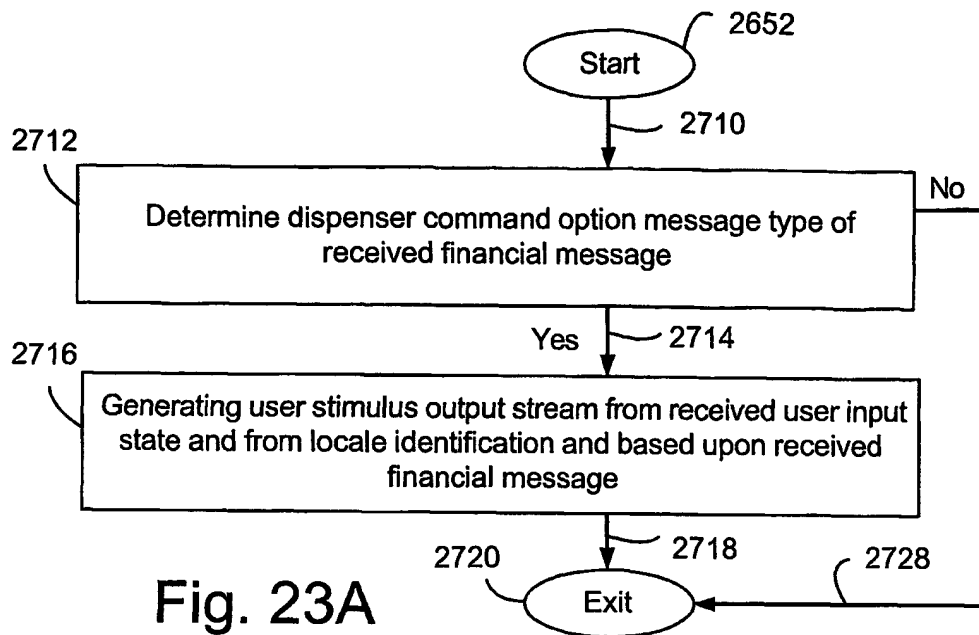 2652
Start
2710
2712
No
Determine dispenser command option message type of
received financial message
Yes
2714
2716
Generating user stimulus output stream from received user input
state and from locale identification and based upon received
financial message
2718
2720
2728
Exit
Fig. 23A